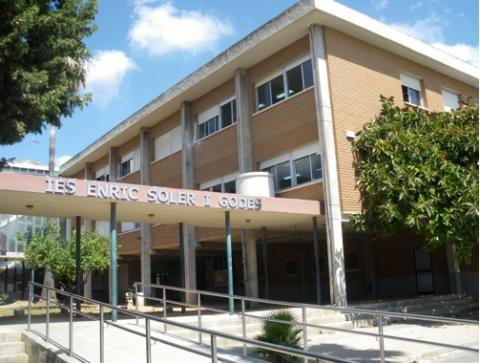 IES ENRIC SOLER I GODES